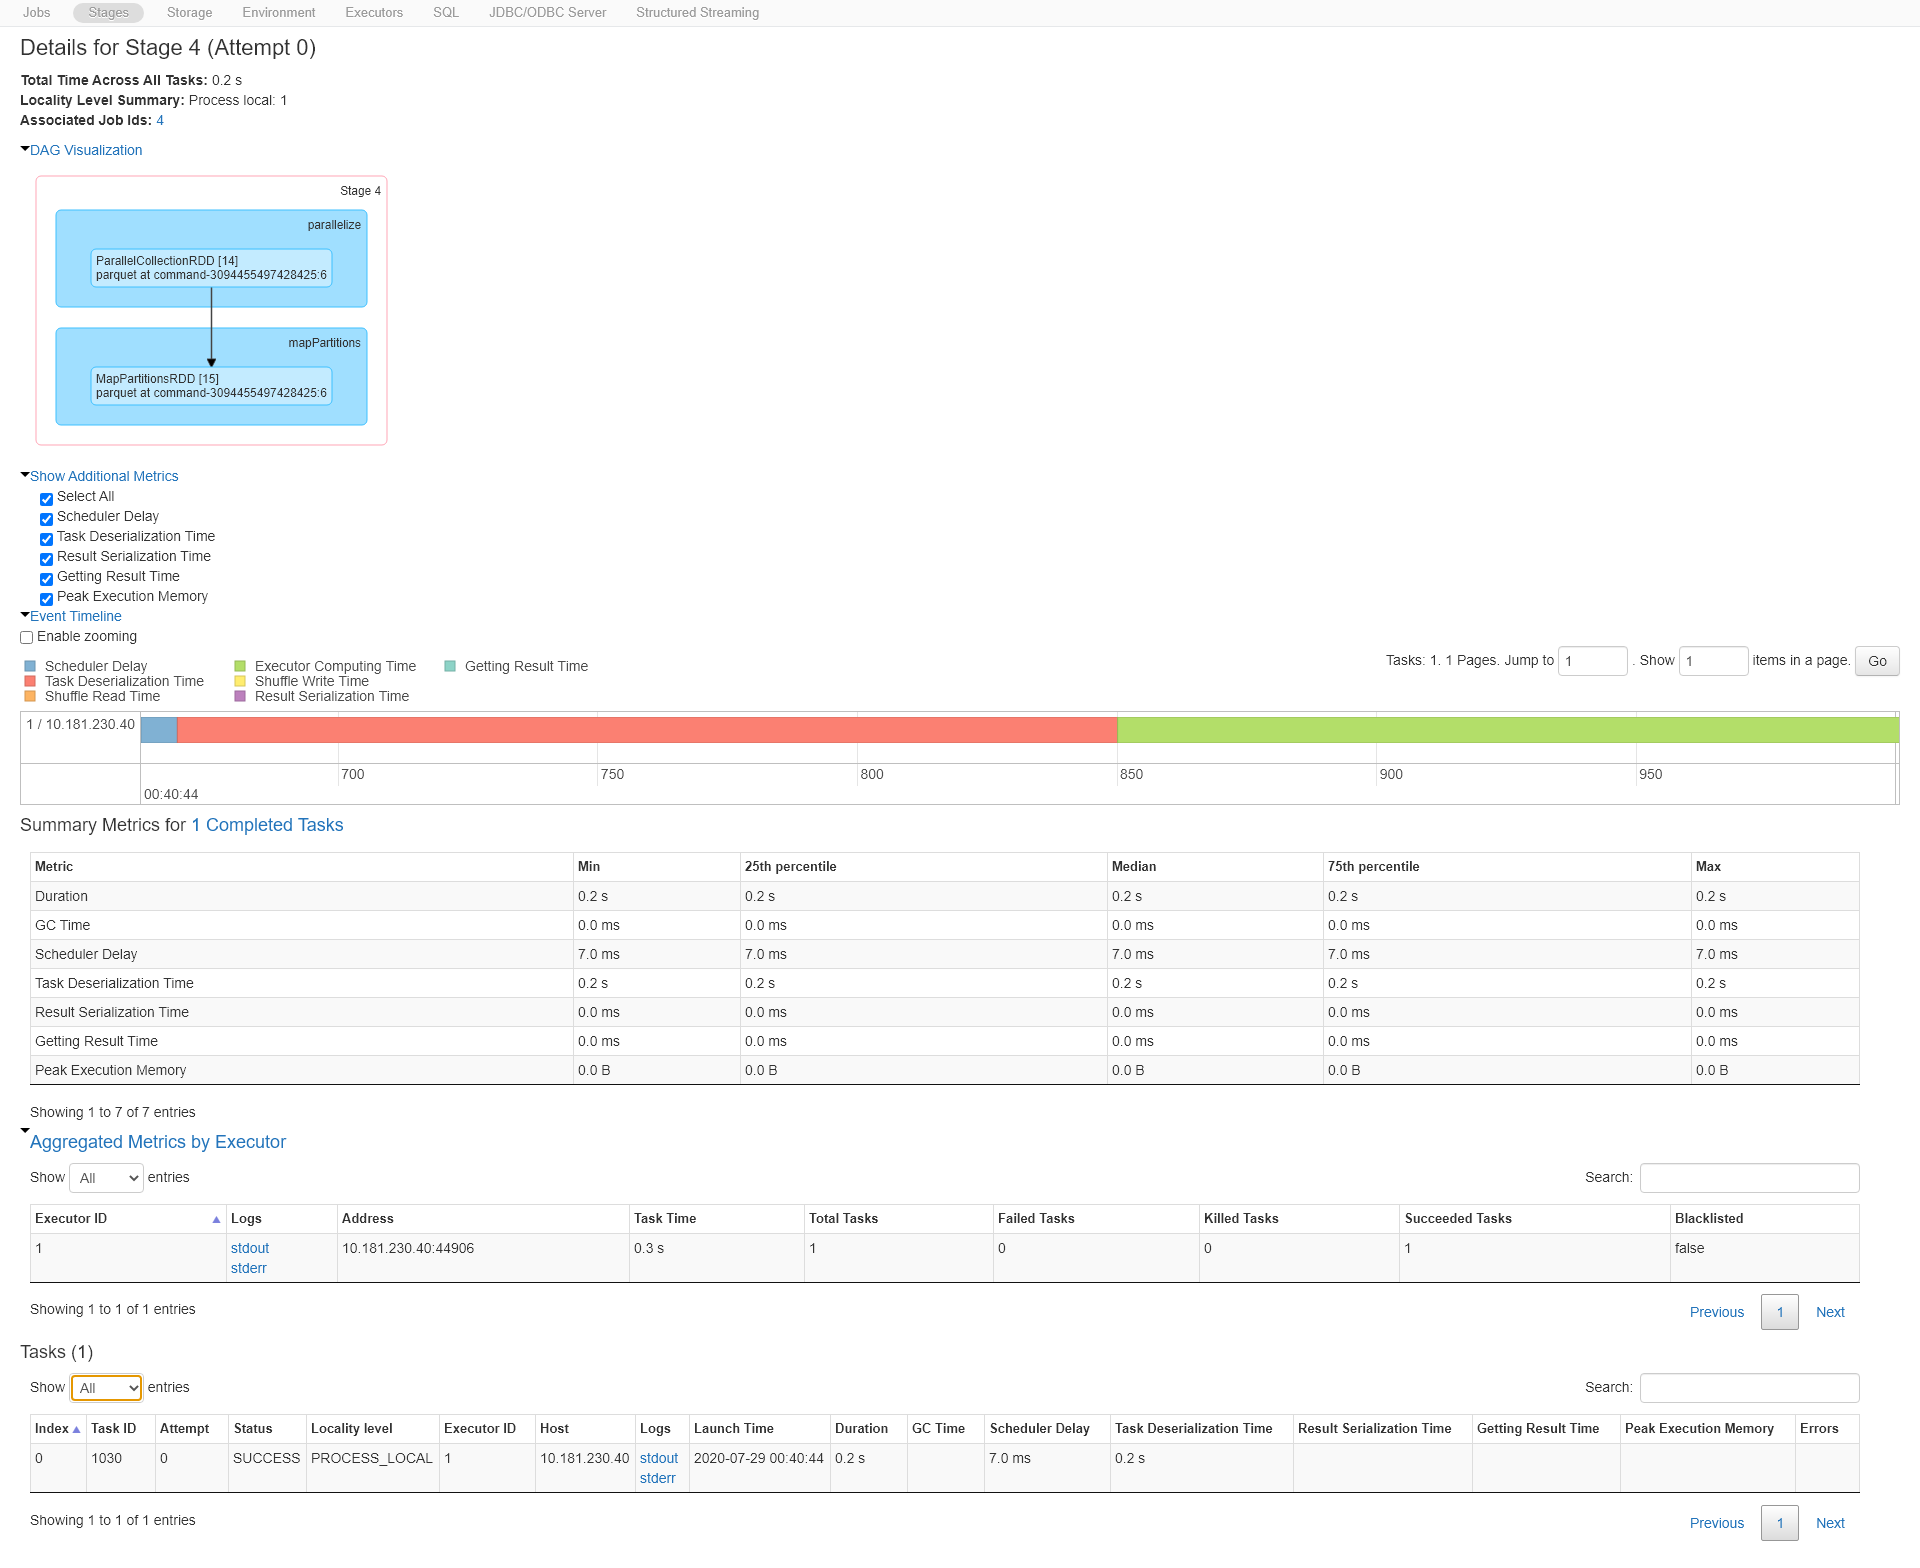 Jobs Stages Storage Environment Executors SQL JDBC/ODBC Server Structured Streaming
Details for Stage 4 (Attempt 0)
Total Time Across All Tasks: 0.2 s
Locality Level Summary: Process local: 1
Associated Job Ids: 4
DAG Visualization
Stage 4
parallelize
ParallelCollectionRDD [14]
parquet at command-3094455497428425:6
mapPartitions
MapPartitionsRDD [15]
parquet at command-3094455497428425:6
Show Additional Metrics
Select All
Scheduler Delay
Task Deserialization Time
Result Serialization Time
Getting Result Time
Peak Execution Memory
Event Timeline
Enable zooming
Scheduler Delay Executor Computing Time Getting Result Time
Task Deserialization Time Shuffle Write Time
Shuffle Read Time Result Serialization Time
Tasks: 1. 1 Pages. Jump to 1 . Show 1 items in a page. Go
1 / 10.181.230.40
700 750 800 850 900 950
00:40:44
Summary Metrics for 1 Completed Tasks
Metric Min 25th percentile Median 75th percentile Max
Duration 0.2 s 0.2 s 0.2 s 0.2 s 0.2 s
GC Time 0.0 ms 0.0 ms 0.0 ms 0.0 ms 0.0 ms
Scheduler Delay 7.0 ms 7.0 ms 7.0 ms 7.0 ms 7.0 ms
Task Deserialization Time 0.2 s 0.2 s 0.2 s 0.2 s 0.2 s
Result Serialization Time 0.0 ms 0.0 ms 0.0 ms 0.0 ms 0.0 ms
Getting Result Time 0.0 ms 0.0 ms 0.0 ms 0.0 ms 0.0 ms
Peak Execution Memory 0.0 B 0.0 B 0.0 B 0.0 B 0.0 B
Showing 1 to 7 of 7 entries
Aggregated Metrics by Executor
Show All entries Search:
Executor ID Logs Address Task Time Total Tasks Failed Tasks Killed Tasks Succeeded Tasks Blacklisted
1 stdout 10.181.230.40:44906 0.3 s 1 0 0 1 false
stderr
Showing 1 to 1 of 1 entries Previous 1 Next
Tasks (1)
Show All entries Search:
Index Task ID Attempt Status Locality level Executor ID Host Logs Launch Time Duration GC Time Scheduler Delay Task Deserialization Time Result Serialization Time Getting Result Time Peak Execution Memory Errors
0 1030 0 SUCCESS PROCESS_LOCAL 1 10.181.230.40 stdout 2020-07-29 00:40:44 0.2 s 7.0 ms 0.2 s
stderr
Showing 1 to 1 of 1 entries Previous 1 Next